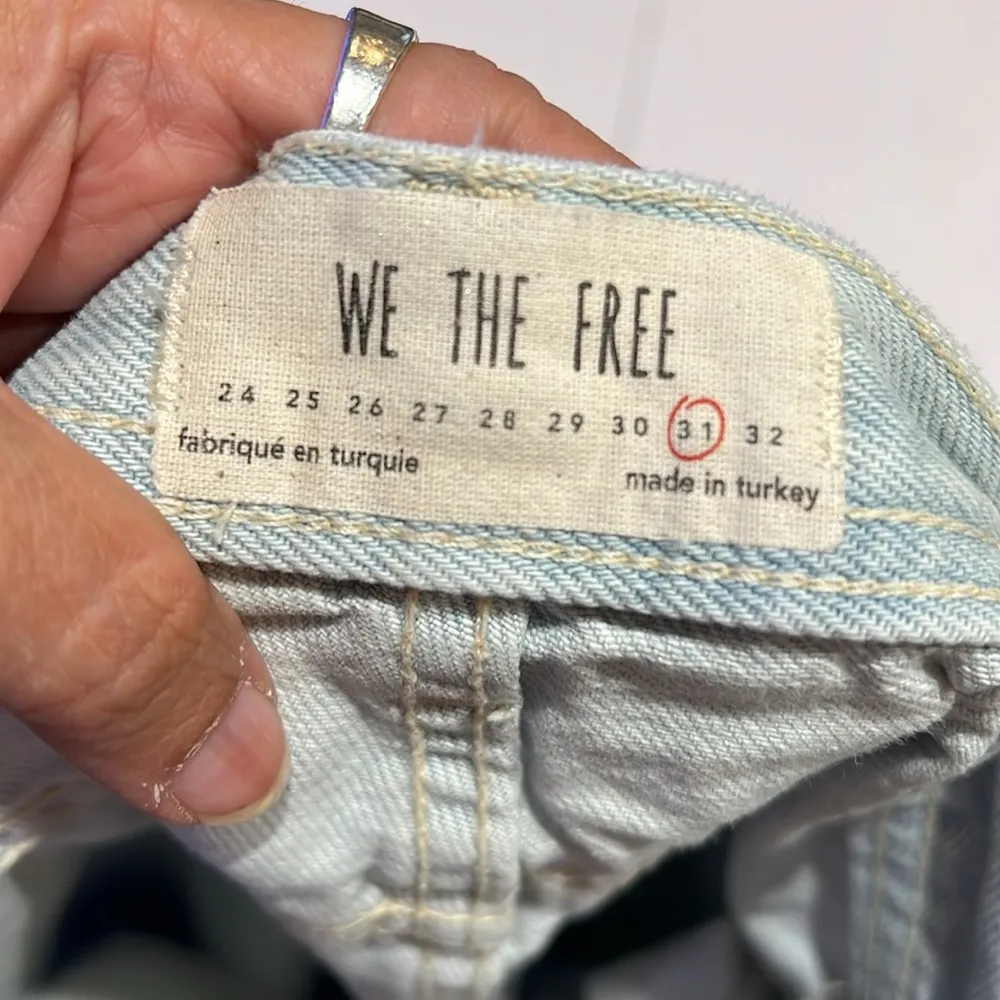 WE THE FREE
24 25 26 27 28 29 30 31 32
fabriqué en turquie
made in turkey